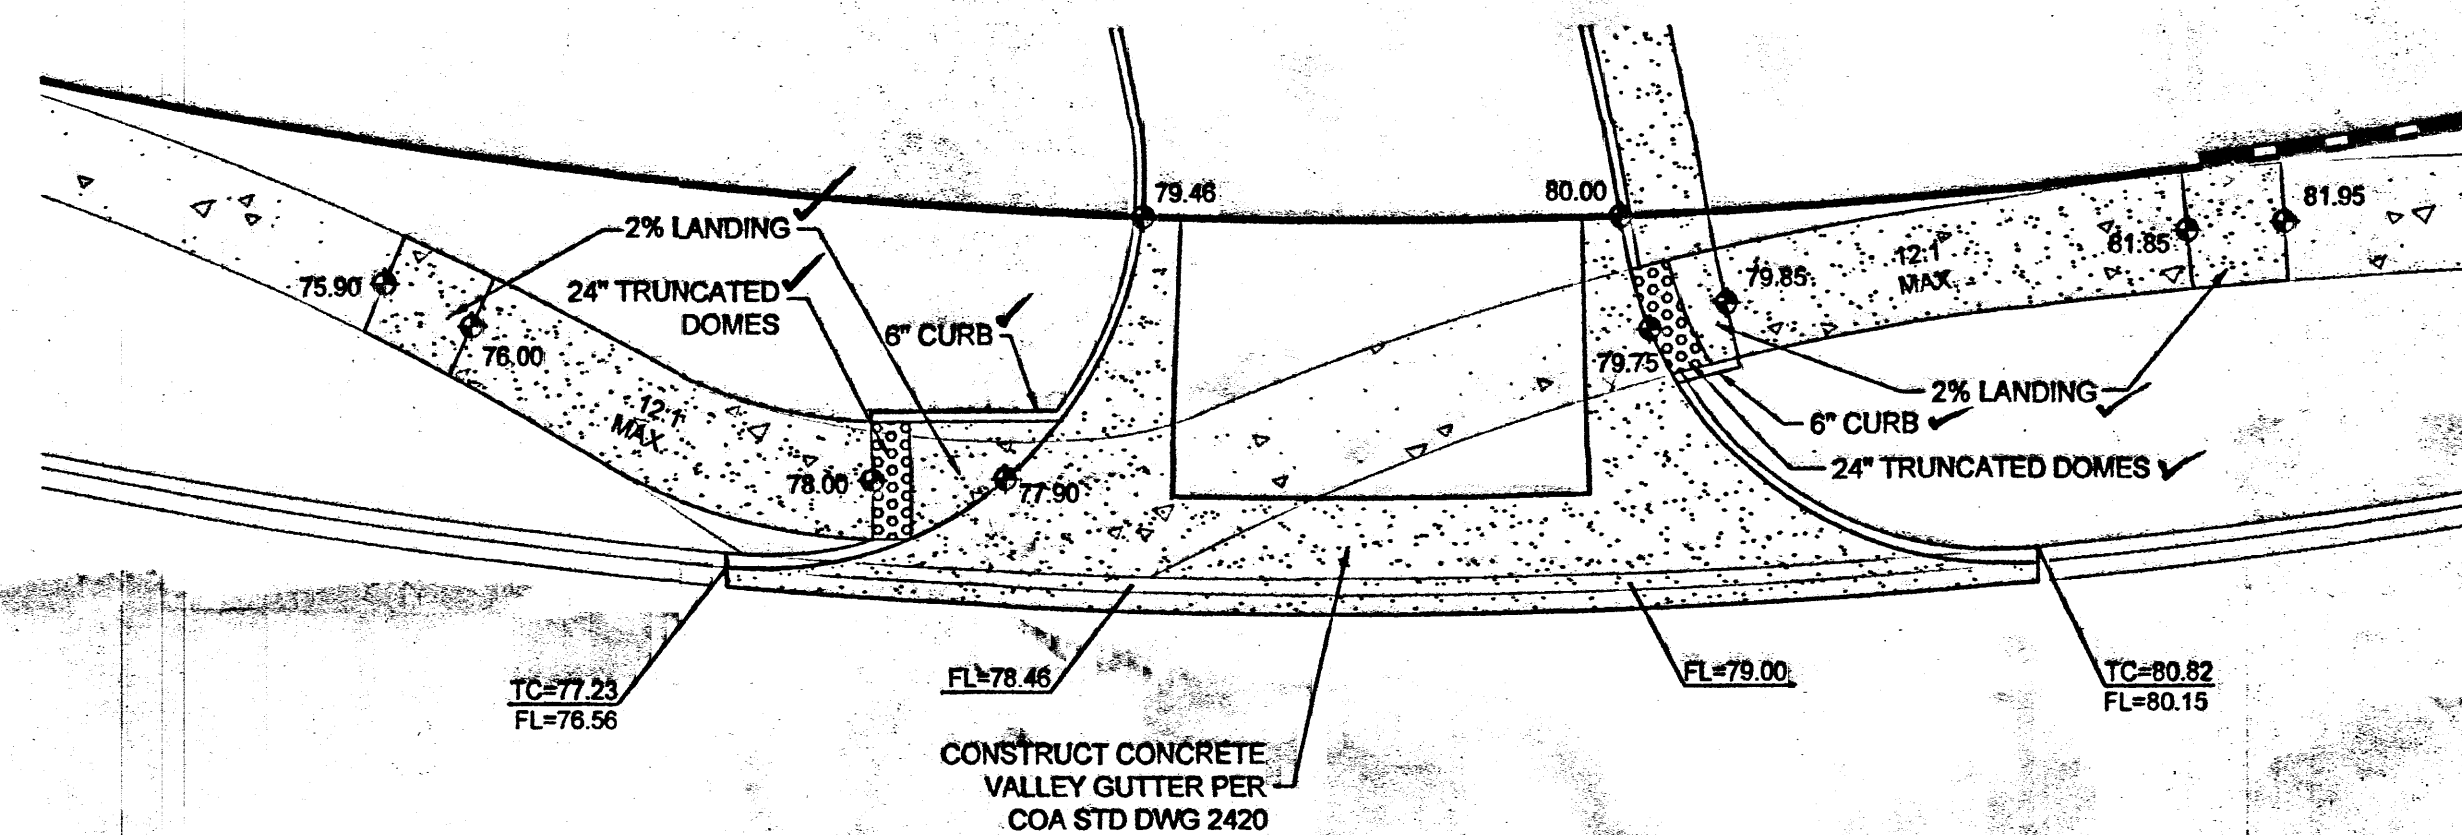 79.46
80.00
81.95
2% LANDING
81.85
12:1
MAX.
75.90
24" TRUNCATED
DOMES
79.85
6" CURB
76.00
79.75
2% LANDING
12:1
MAX.
6" CURB
24" TRUNCATED DOMES
78.00
77.90
TC=77.23
FL=76.56
FL=78.46
FL=79.00
TC=80.82
FL=80.15
CONSTRUCT CONCRETE
VALLEY GUTTER PER
COA STD DWG 2420